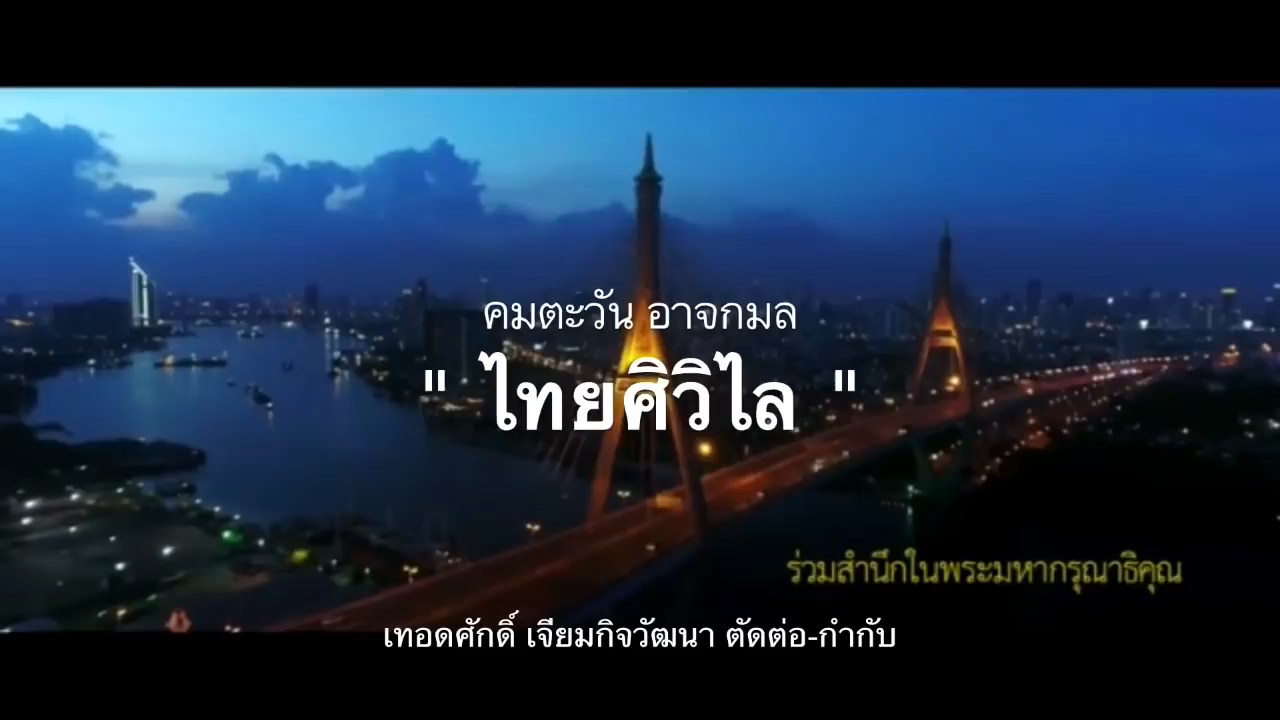 คมตะวัน อาจกมล
" ไทยศิวิไล "
ร่วมสำนึกในพระมหากรุณาธิคุณ
เทอดศักดิ์ เจียมกิจวัฒนา ตัดต่อ-กำกับ